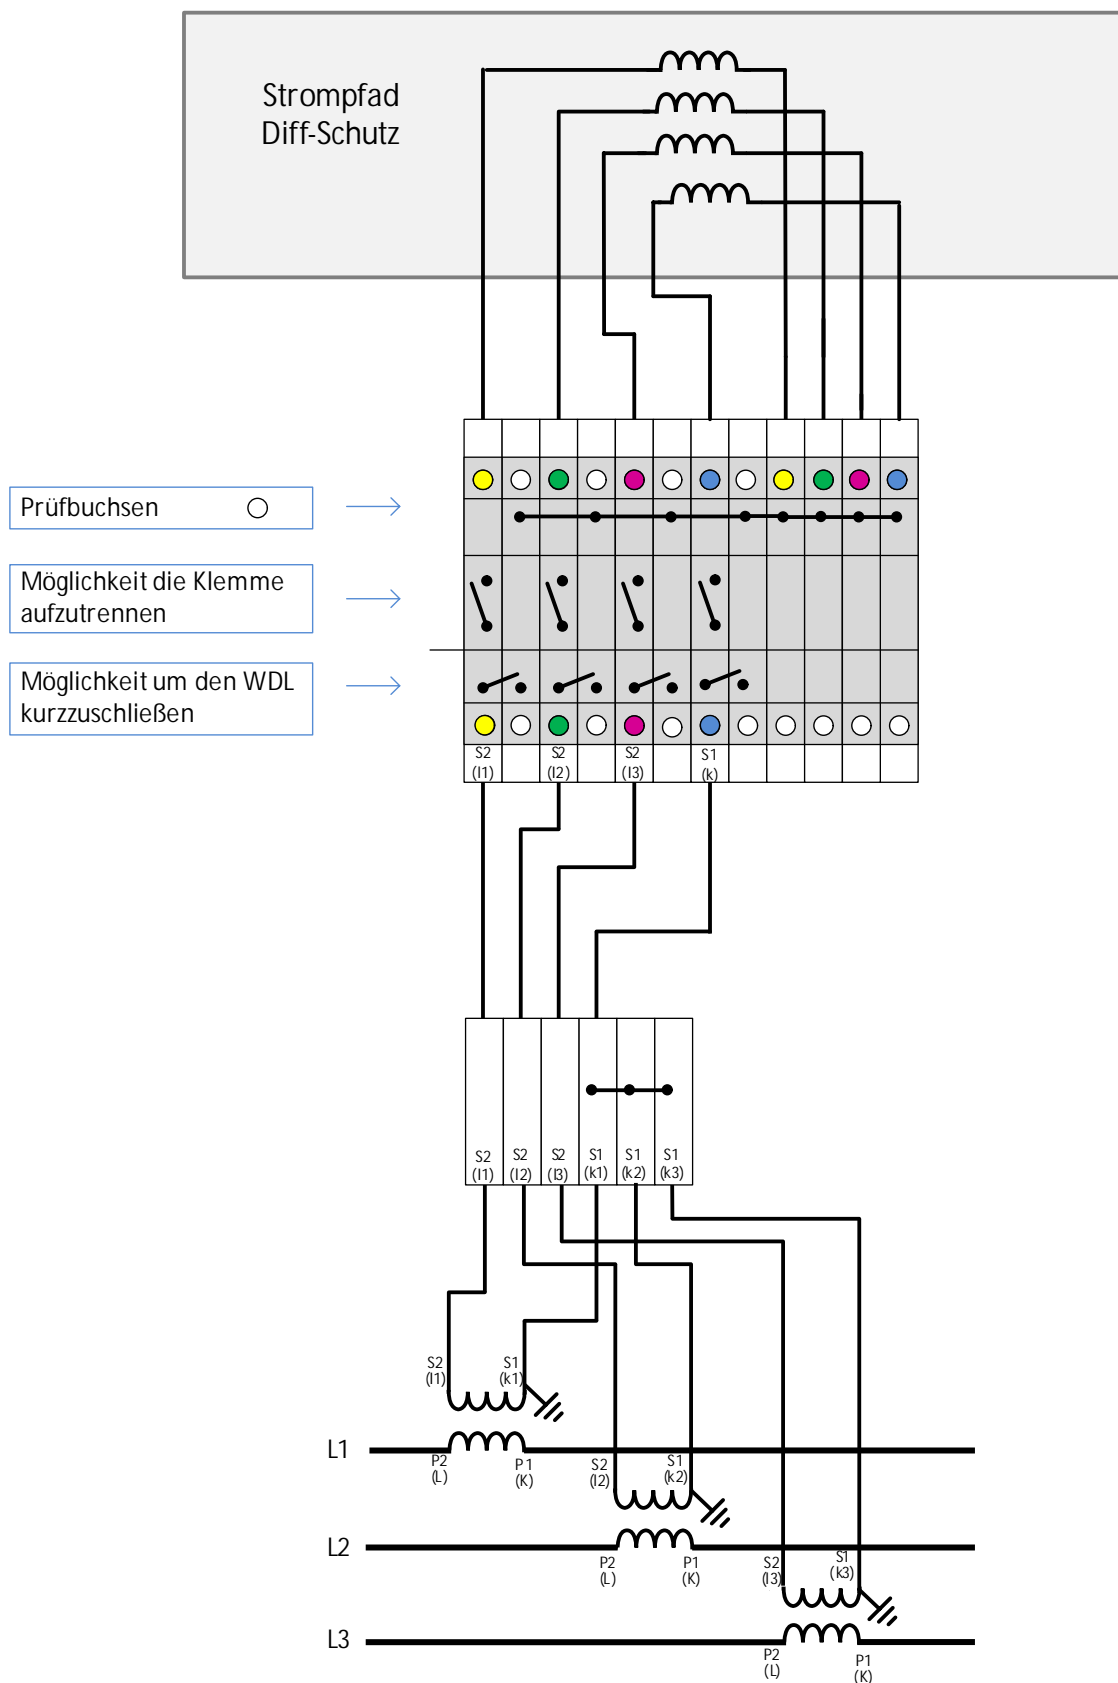 Strompfad
Diff-Schutz
Prüfbuchsen
Möglichkeit die Klemme
aufzutrennen
Möglichkeit um den WDL
kurzzuschließen
S2 S2 S2 S1
(l1) (l2) (l3) (k)
S2 S2 S2 S1 S1 S1
(l1) (l2) (l3) (k1) (k2) (k3)
S2 S1
(l1) (k1)
L1
P2 P1 S2 S1
(L) (K) (l2) (k2)
L2
P2 P1 S2 S1
(L) (K) (l3) (k3)
L3
P2 P1
(L) (K)